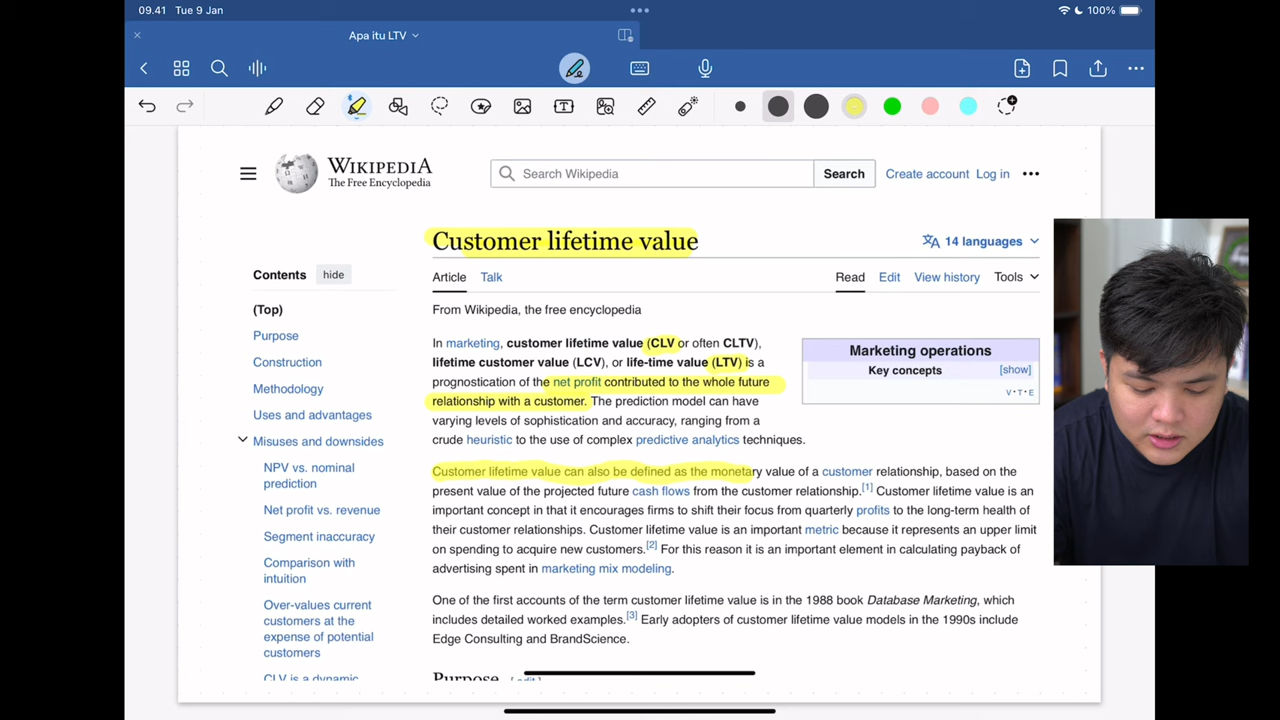 09.41 Tue 9 Jan
100%
Apa itu LTV
WIKIPEDIA
The Free Encyclopedia
Search Wikipedia
Search
Create account Log in
Customer lifetime value
14 languages
Contents hide
Article Talk
Read Edit View history Tools
(Top)
Purpose
Construction
Methodology
Uses and advantages
Misuses and downsides
NPV vs. nominal
prediction
Net profit vs. revenue
Segment inaccuracy
Comparison with
intuition
Over-values current
customers at the
expense of potential
customers
CLV is a dynamic
From Wikipedia, the free encyclopedia
In marketing, customer lifetime value (CLV or often CLTV),
lifetime customer value (LCV), or life-time value (LTV) is a
prognostication of the net profit contributed to the whole future
relationship with a customer. The prediction model can have
varying levels of sophistication and accuracy, ranging from a
crude heuristic to the use of complex predictive analytics techniques.
Marketing operations
Key concepts [show]
V·T·E
Customer lifetime value can also be defined as the monetary value of a customer relationship, based on the
present value of the projected future cash flows from the customer relationship.[1] Customer lifetime value is an
important concept in that it encourages firms to shift their focus from quarterly profits to the long-term health of
their customer relationships. Customer lifetime value is an important metric because it represents an upper limit
on spending to acquire new customers.[2] For this reason it is an important element in calculating payback of
advertising spent in marketing mix modeling.
One of the first accounts of the term customer lifetime value is in the 1988 book Database Marketing, which
includes detailed worked examples.[3] Early adopters of customer lifetime value models in the 1990s include
Edge Consulting and BrandScience.
Purpose [edit]